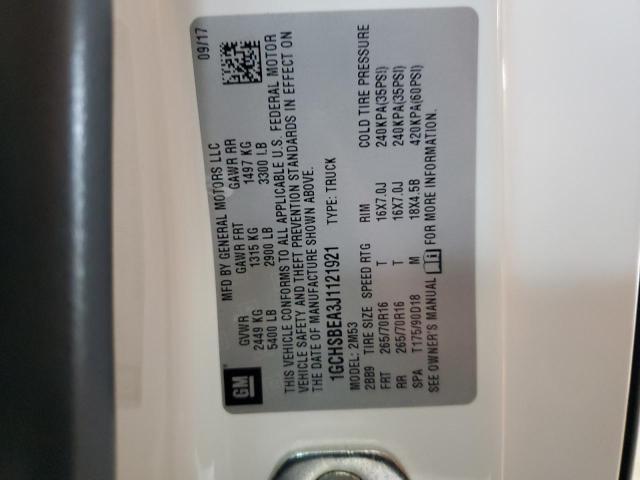 GM
MFD BY GENERAL MOTORS LLC 09/17
GVWR GAWR FRT GAWR RR
2449 KG 1315 KG 1497 KG
5400 LB 2900 LB 3300 LB
THIS VEHICLE CONFORMS TO ALL APPLICABLE U.S. FEDERAL MOTOR
VEHICLE SAFETY AND THEFT PREVENTION STANDARDS IN EFFECT ON
THE DATE OF MANUFACTURE SHOWN ABOVE.
1GCHSBEA3J1121921 TYPE: TRUCK
MODEL: 2M53
2BB9 TIRE SIZE SPEED RTG RIM COLD TIRE PRESSURE
FRT 265/70R16 T 16X7.0J 240KPA(35PSI)
RR 265/70R16 T 16X7.0J 240KPA(35PSI)
SPA T175/90D18 M 18X4.5B 420KPA(60PSI)
SEE OWNER'S MANUAL FOR MORE INFORMATION.